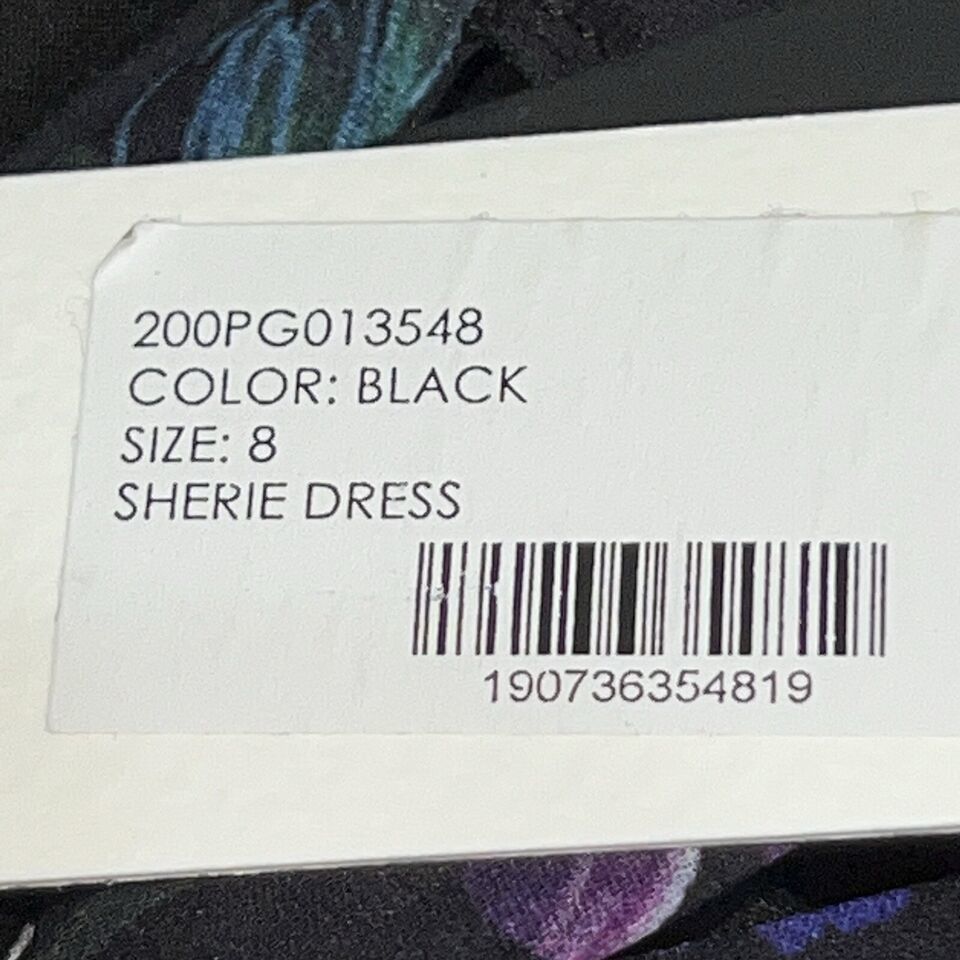 200PG013548
COLOR: BLACK
SIZE: 8
SHERIE DRESS
190736354819